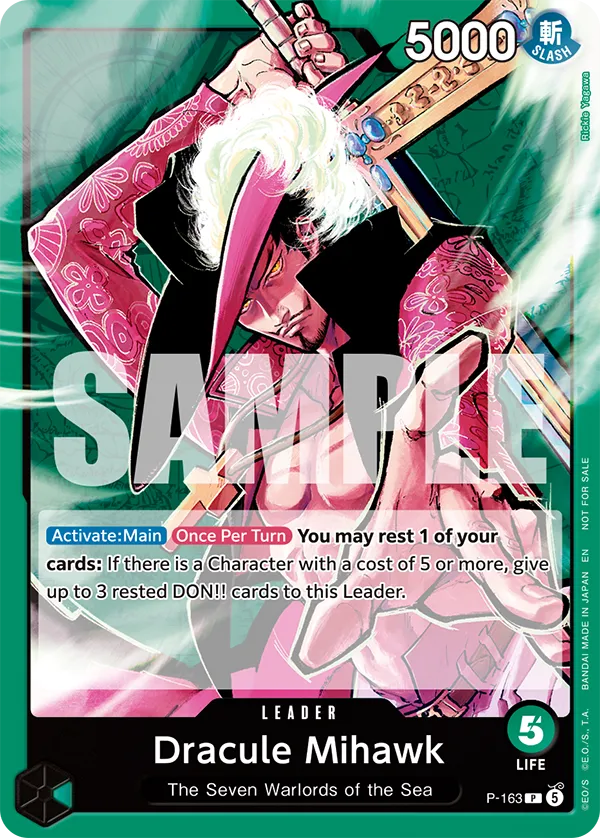 5000
斬
SLASH
Rickie Yagawa
SAMPLE
Activate:Main Once Per Turn You may rest 1 of your
cards: If there is a Character with a cost of 5 or more, give
up to 3 rested DON!! cards to this Leader.
LEADER
Dracule Mihawk
The Seven Warlords of the Sea
5
LIFE
P-163 P 5
©EO/S ©E.O./S., T.A. BANDAI MADE IN JAPAN EN NOT FOR SALE